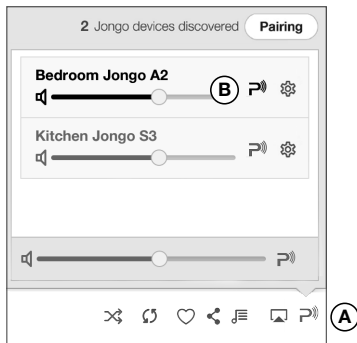 2 Jongo devices discovered Pairing
Bedroom Jongo A2
B
Kitchen Jongo S3
A